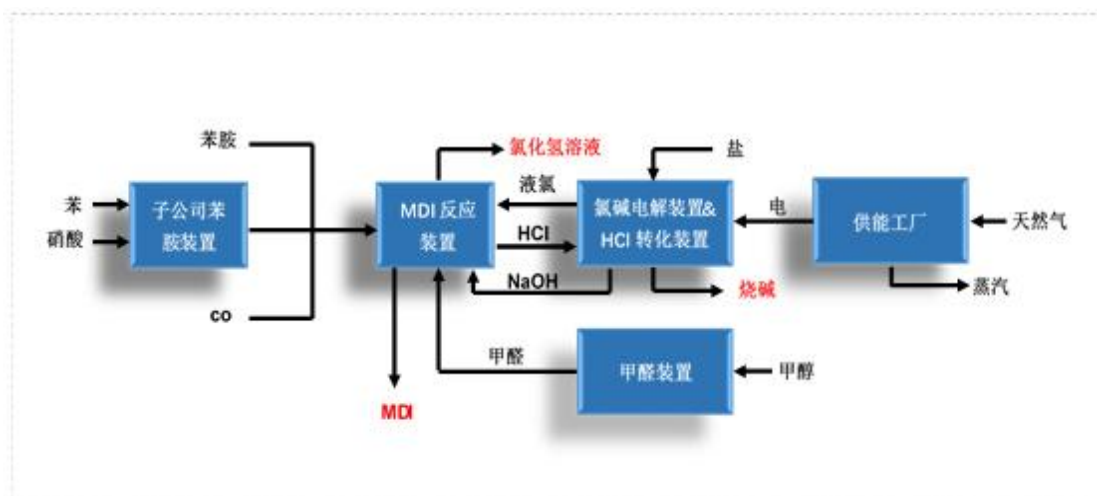 苯胺
氯化氢溶液
盐
苯
硝酸
子公司苯
胺装置
MDI 反应
装置
液氯
HCl
NaOH
氯碱电解装置&
HCl 转化装置
电
供能工厂
天然气
烧碱
蒸汽
co
甲醛
甲醛装置
甲醇
MDI